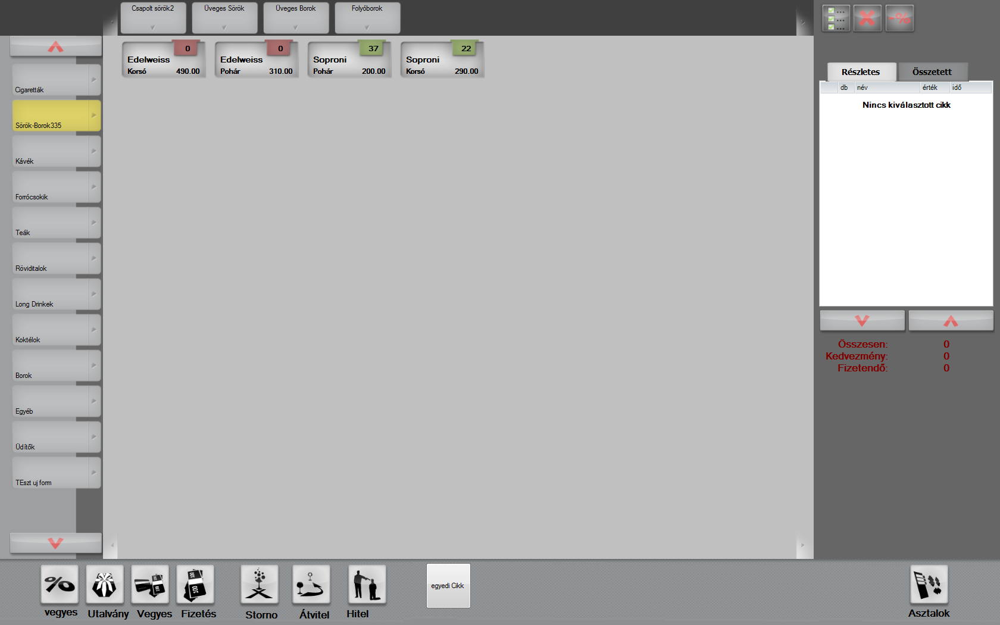 Csapolt sörök2
Üveges Sörök
Üveges Borok
Folyóborok
Edelweiss 0
Korsó 490.00
Edelweiss 0
Pohár 310.00
Soproni 37
Pohár 200.00
Soproni 22
Korsó 290.00
Cigaretták
Sörök-Borok335
Kávék
Forrócsokik
Teák
Röviditalok
Long Drinkek
Koktélok
Borok
Egyéb
Üdítők
TEszt uj form
Részletes
Összetett
db név érték idő
Nincs kiválasztott cikk
Összesen: 0
Kedvezmény: 0
Fizetendő: 0
vegyes
Utalvány
Vegyes
Fizetés
Storno
Átvitel
Hitel
egyedi Cikk
Asztalok